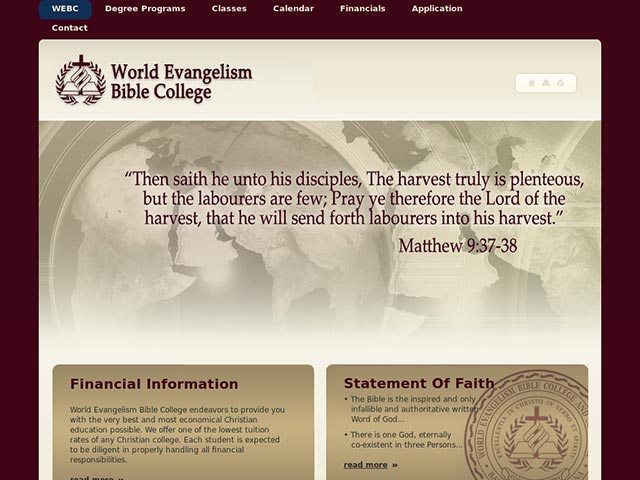 WEBC Degree Programs Classes Calendar Financials Application
Contact
World Evangelism
Bible College
“Then saith he unto his disciples, The harvest truly is plenteous,
but the labourers are few; Pray ye therefore the Lord of the
harvest, that he will send forth labourers into his harvest.”
Matthew 9:37-38
Financial Information
World Evangelism Bible College endeavors to provide you
with the very best and most economical Christian
education possible. We offer one of the lowest tuition
rates of any Christian college. Each student is expected
to be diligent in properly handling all financial
responsibilities.
read more »
Statement Of Faith
• The Bible is the inspired and only
infallible and authoritative written
Word of God...
• There is one God, eternally
co-existent in three Persons...
read more »
WORLD EVANGELISM BIBLE COLLEGE AND
EXCELLENTIA IN CHRISTO IN VERBO